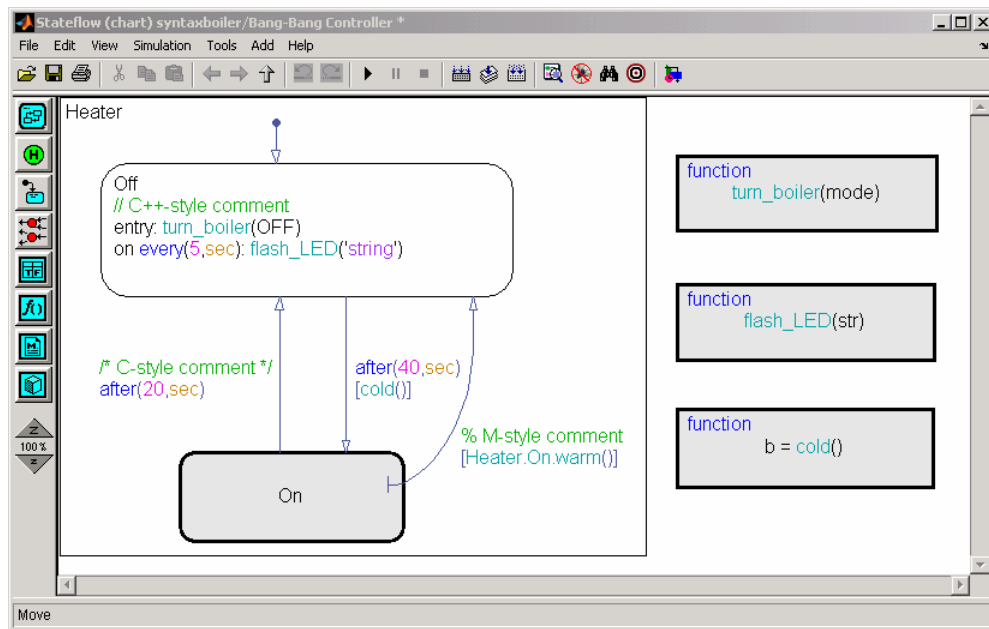 Stateflow (chart) syntaxboiler/Bang-Bang Controller *
File Edit View Simulation Tools Add Help
Heater
Off
// C++-style comment
entry: turn_boiler(OFF)
on every(5,sec): flash_LED('string')
/* C-style comment */
after(20,sec)
after(40,sec)
[cold()]
% M-style comment
[Heater.On.warm()]
On
function
turn_boiler(mode)
function
flash_LED(str)
function
b = cold()
H
TF
f()
M
Z
100%
Z
Move